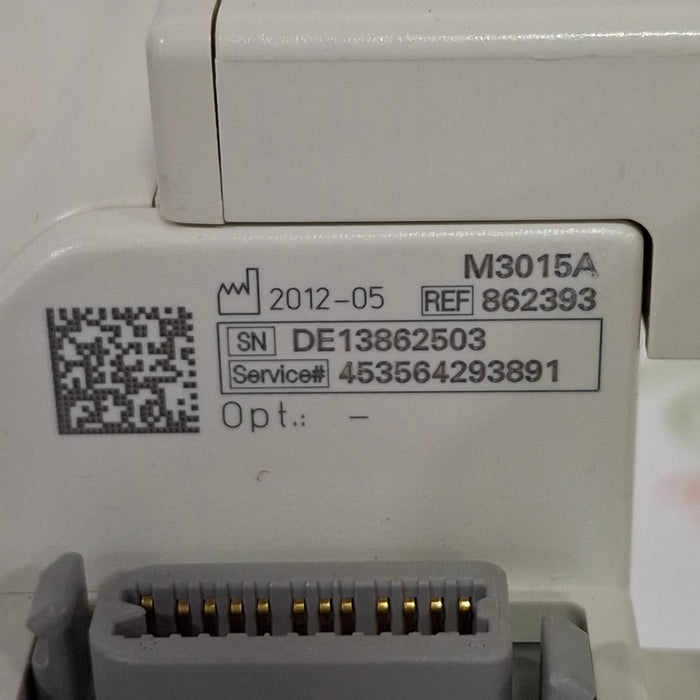 M3015A
2012-05 REF 862393
SN DE13862503
Service# 453564293891
Opt.: –